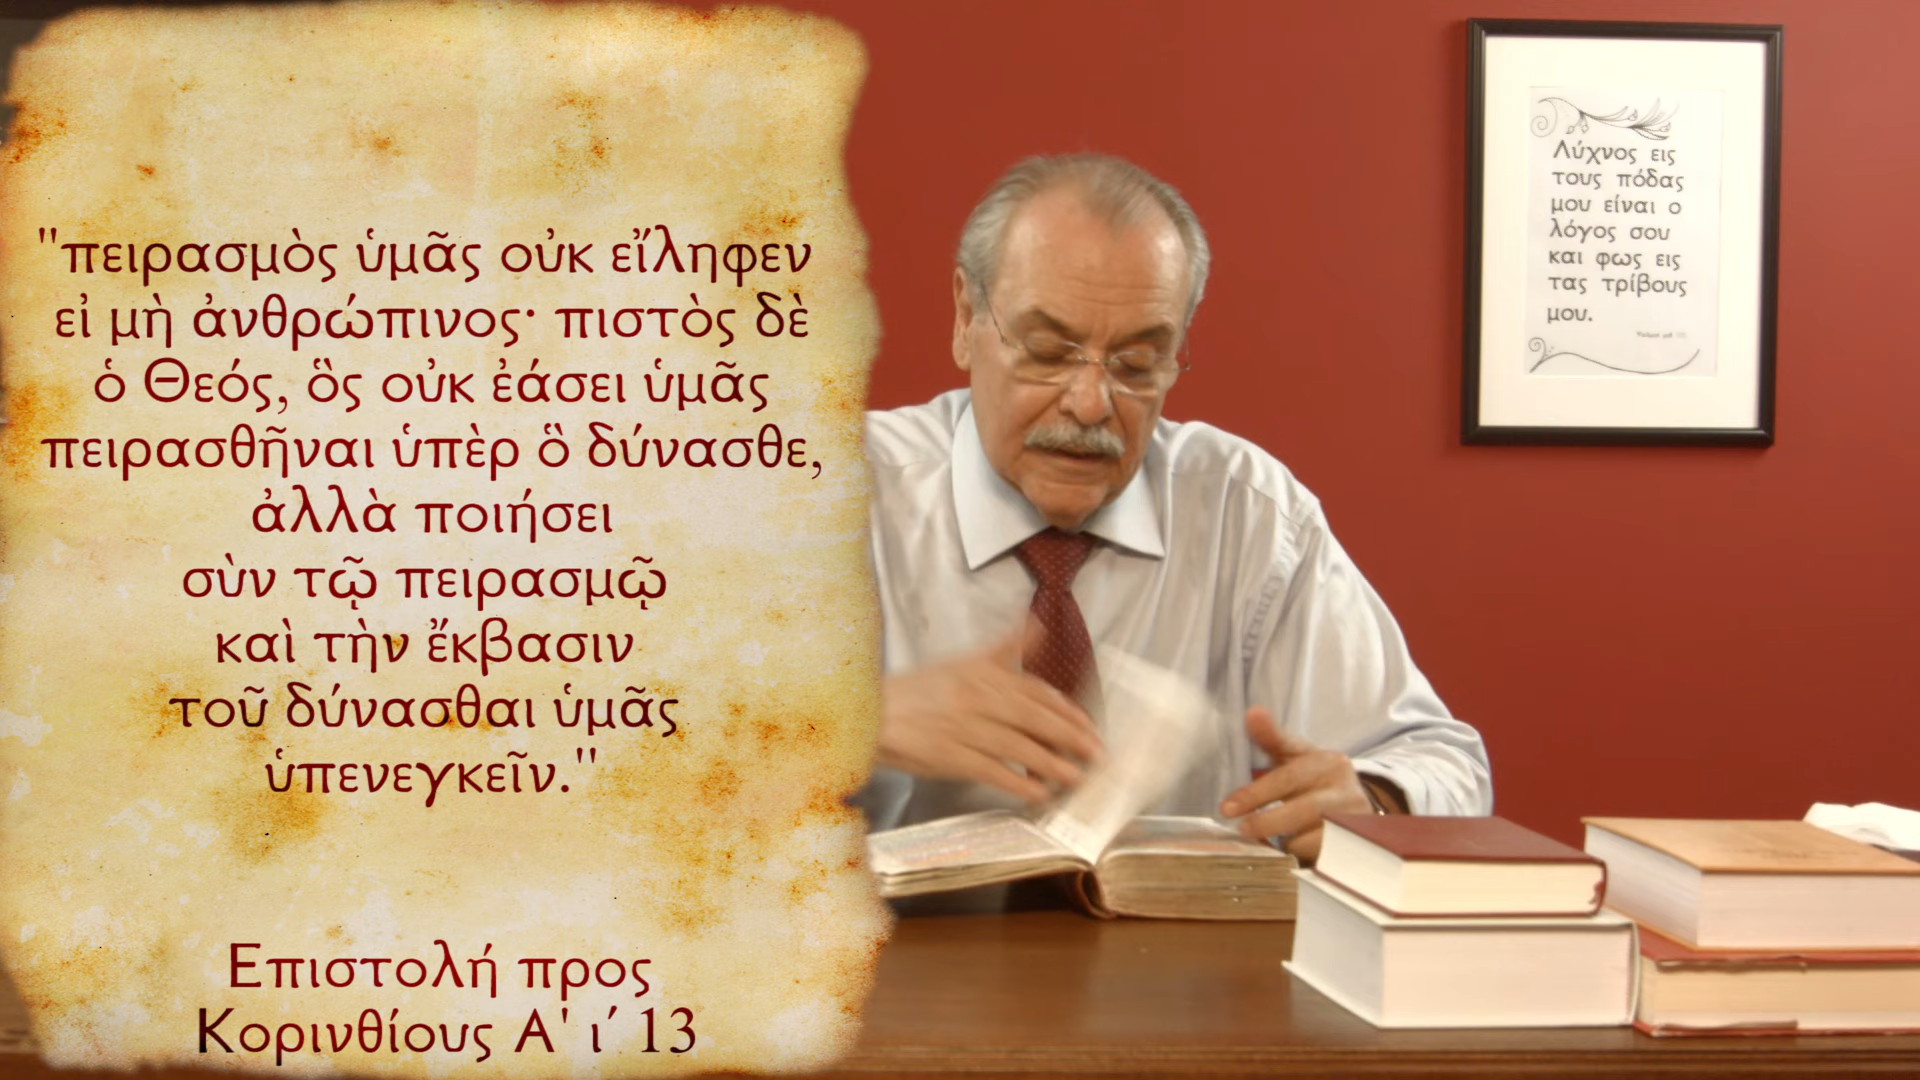 "πειρασμὸς ὑμᾶς οὐκ εἴληφεν
εἰ μὴ ἀνθρώπινος· πιστὸς δὲ
ὁ Θεός, ὃς οὐκ ἐάσει ὑμᾶς
πειρασθῆναι ὑπὲρ ὃ δύνασθε,
ἀλλὰ ποιήσει
σὺν τῷ πειρασμῷ
καὶ τὴν ἔκβασιν
τοῦ δύνασθαι ὑμᾶς
ὑπενεγκεῖν."
Επιστολή προς
Κορινθίους Α' ι΄ 13
Λύχνος εις
τους πόδας
μου είναι ο
λόγος σου
και φως εις
τας τρίβους
μου.